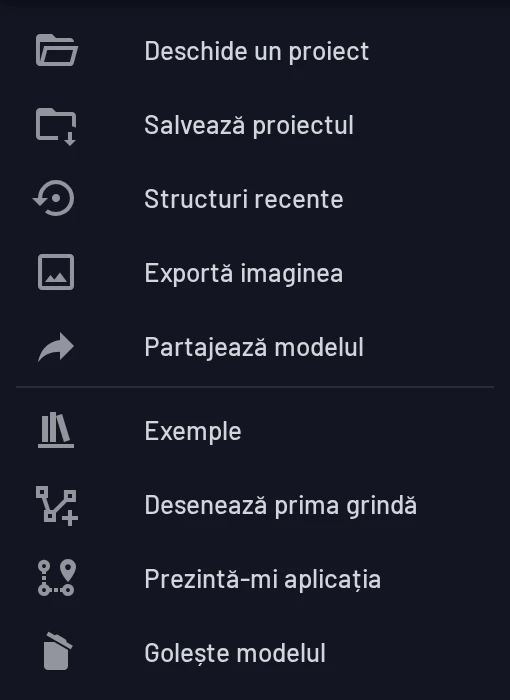 Deschide un proiect
Salvează proiectul
Structuri recente
Exportă imaginea
Partajează modelul
Exemple
Desenează prima grindă
Prezintă-mi aplicația
Golește modelul